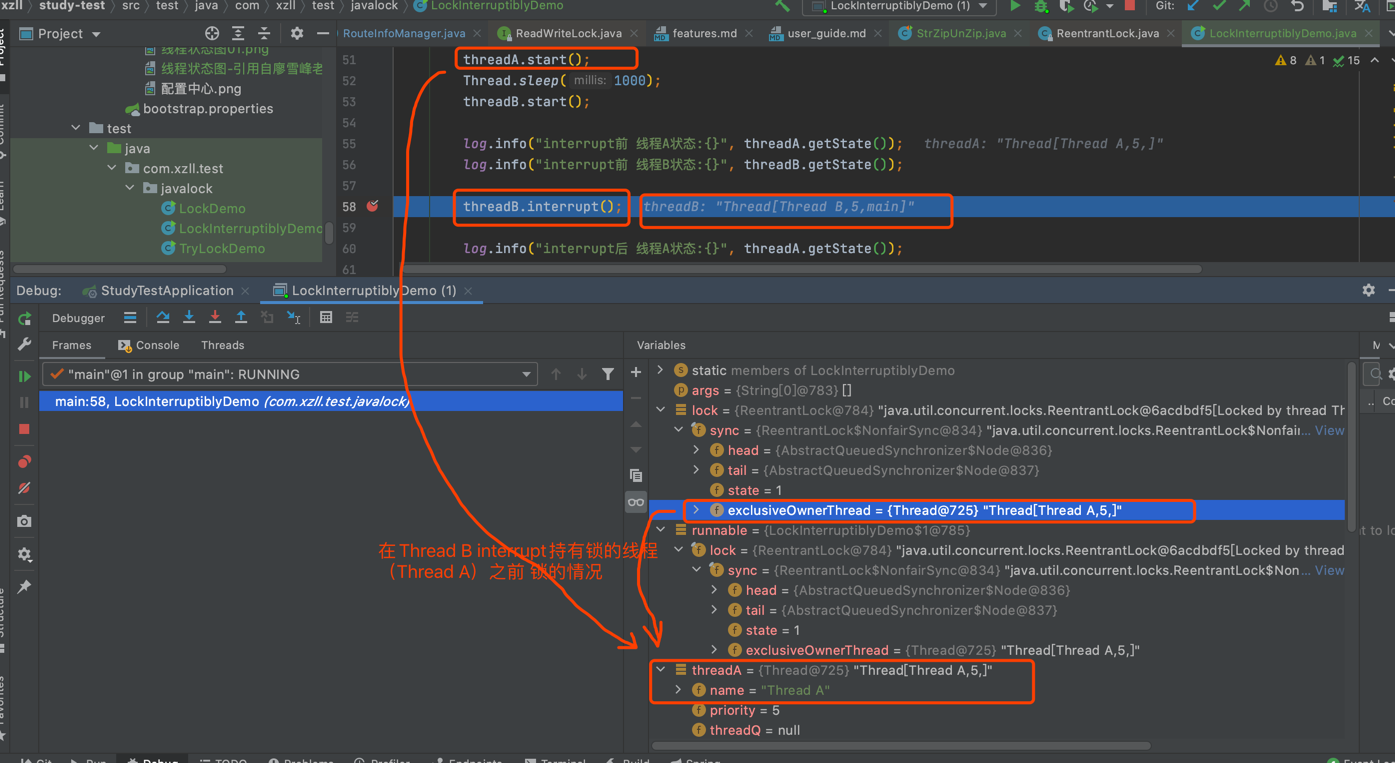 xzll › study-test › src › test › java › com › xzll › test › javalock › LockInterruptiblyDemo
LockInterruptiblyDemo (1)
Git:
Project
RouteInfoManager.java
ReadWriteLock.java
features.md
user_guide.md
StrZipUnZip.java
ReentrantLock.java
LockInterruptiblyDemo.java
线程状态图01.png
线程状态图-引用自廖雪峰老
配置中心.png
bootstrap.properties
test
java
com.xzll.test
javalock
LockDemo
LockInterruptiblyDemo
TryLockDemo
8 1 15
51 threadA.start();
52 Thread.sleep( millis: 1000);
53 threadB.start();
54
55 log.info("interrupt前 线程A状态:{}", threadA.getState()); threadA: "Thread[Thread A,5,]"
56 log.info("interrupt前 线程B状态:{}", threadB.getState());
57
58 threadB.interrupt(); threadB: "Thread[Thread B,5,main]"
59
60 log.info("interrupt后 线程A状态:{}", threadA.getState());
61
Debug: StudyTestApplication LockInterruptiblyDemo (1)
Debugger
Frames Console Threads
"main"@1 in group "main": RUNNING
main:58, LockInterruptiblyDemo (com.xzll.test.javalock)
在 Thread B interrupt 持有锁的线程
（Thread A）之前 锁的情况
Variables
static members of LockInterruptiblyDemo
args = {String[0]@783} []
lock = {ReentrantLock@784} "java.util.concurrent.locks.ReentrantLock@6acdbdf5[Locked by thread Th
sync = {ReentrantLock$NonfairSync@834} "java.util.concurrent.locks.ReentrantLock$Nonfair... View
head = {AbstractQueuedSynchronizer$Node@836}
tail = {AbstractQueuedSynchronizer$Node@837}
state = 1
exclusiveOwnerThread = {Thread@725} "Thread[Thread A,5,]"
runnable = {LockInterruptiblyDemo$1@785}
lock = {ReentrantLock@784} "java.util.concurrent.locks.ReentrantLock@6acdbdf5[Locked by thread
sync = {ReentrantLock$NonfairSync@834} "java.util.concurrent.locks.ReentrantLock$Non... View
head = {AbstractQueuedSynchronizer$Node@836}
tail = {AbstractQueuedSynchronizer$Node@837}
state = 1
exclusiveOwnerThread = {Thread@725} "Thread[Thread A,5,]"
threadA = {Thread@725} "Thread[Thread A,5,]"
name = "Thread A"
priority = 5
threadQ = null